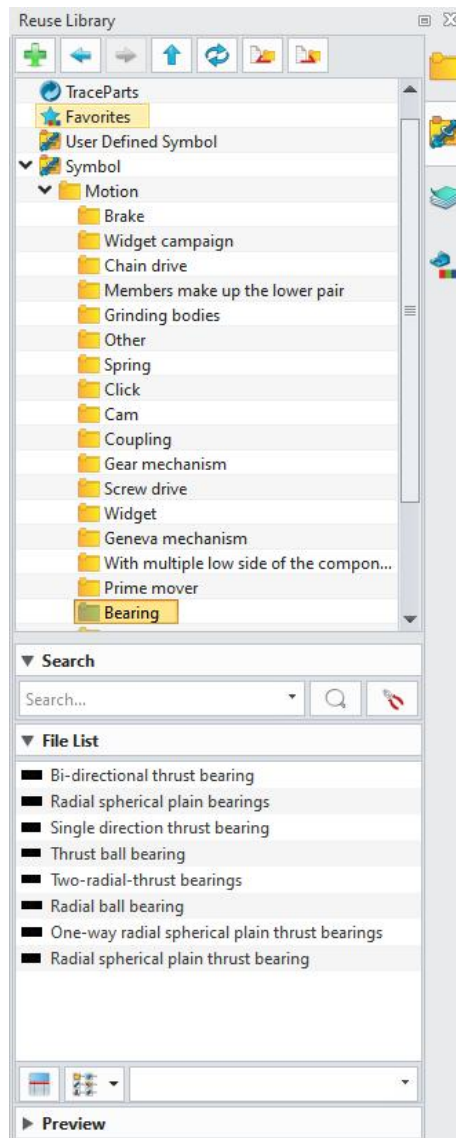 Reuse Library
TraceParts
Favorites
User Defined Symbol
Symbol
Motion
Brake
Widget campaign
Chain drive
Members make up the lower pair
Grinding bodies
Other
Spring
Click
Cam
Coupling
Gear mechanism
Screw drive
Widget
Geneva mechanism
With multiple low side of the compon...
Prime mover
Bearing
Search
Search...
File List
Bi-directional thrust bearing
Radial spherical plain bearings
Single direction thrust bearing
Thrust ball bearing
Two-radial-thrust bearings
Radial ball bearing
One-way radial spherical plain thrust bearings
Radial spherical plain thrust bearing
Preview